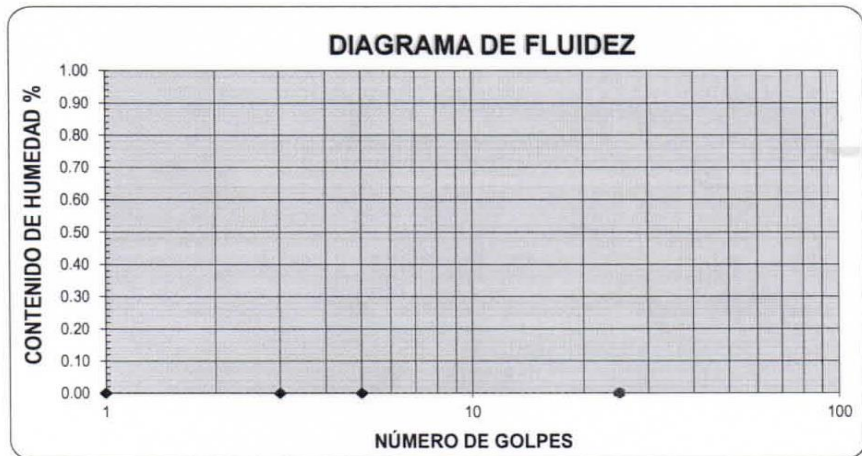 DIAGRAMA DE FLUIDEZ
CONTENIDO DE HUMEDAD %
1.00
0.90
0.80
0.70
0.60
0.50
0.40
0.30
0.20
0.10
0.00
1 10 100
NÚMERO DE GOLPES